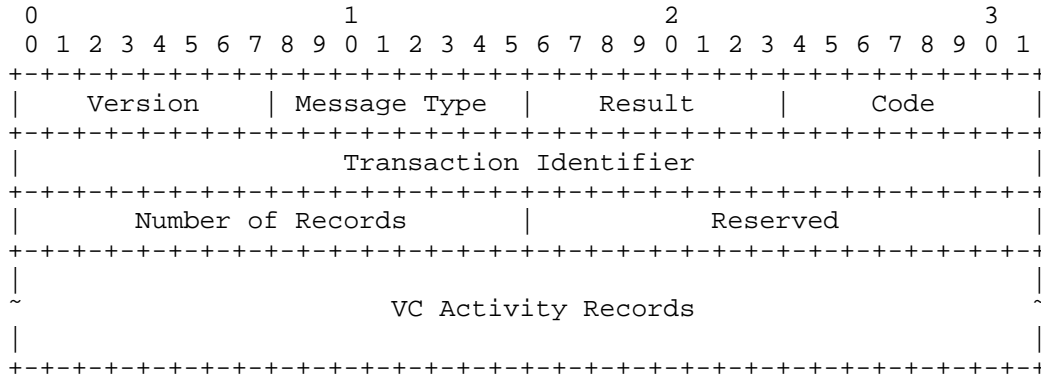 0                   1                   2                   3
 0 1 2 3 4 5 6 7 8 9 0 1 2 3 4 5 6 7 8 9 0 1 2 3 4 5 6 7 8 9 0 1
+-+-+-+-+-+-+-+-+-+-+-+-+-+-+-+-+-+-+-+-+-+-+-+-+-+-+-+-+-+-+-+-+
|    Version    | Message Type  |    Result     |     Code      |
+-+-+-+-+-+-+-+-+-+-+-+-+-+-+-+-+-+-+-+-+-+-+-+-+-+-+-+-+-+-+-+-+
|                    Transaction Identifier                     |
+-+-+-+-+-+-+-+-+-+-+-+-+-+-+-+-+-+-+-+-+-+-+-+-+-+-+-+-+-+-+-+-+
|       Number of Records       |           Reserved            |
+-+-+-+-+-+-+-+-+-+-+-+-+-+-+-+-+-+-+-+-+-+-+-+-+-+-+-+-+-+-+-+-+
|                                                               |
~                       VC Activity Records                     ~
|                                                               |
+-+-+-+-+-+-+-+-+-+-+-+-+-+-+-+-+-+-+-+-+-+-+-+-+-+-+-+-+-+-+-+-+